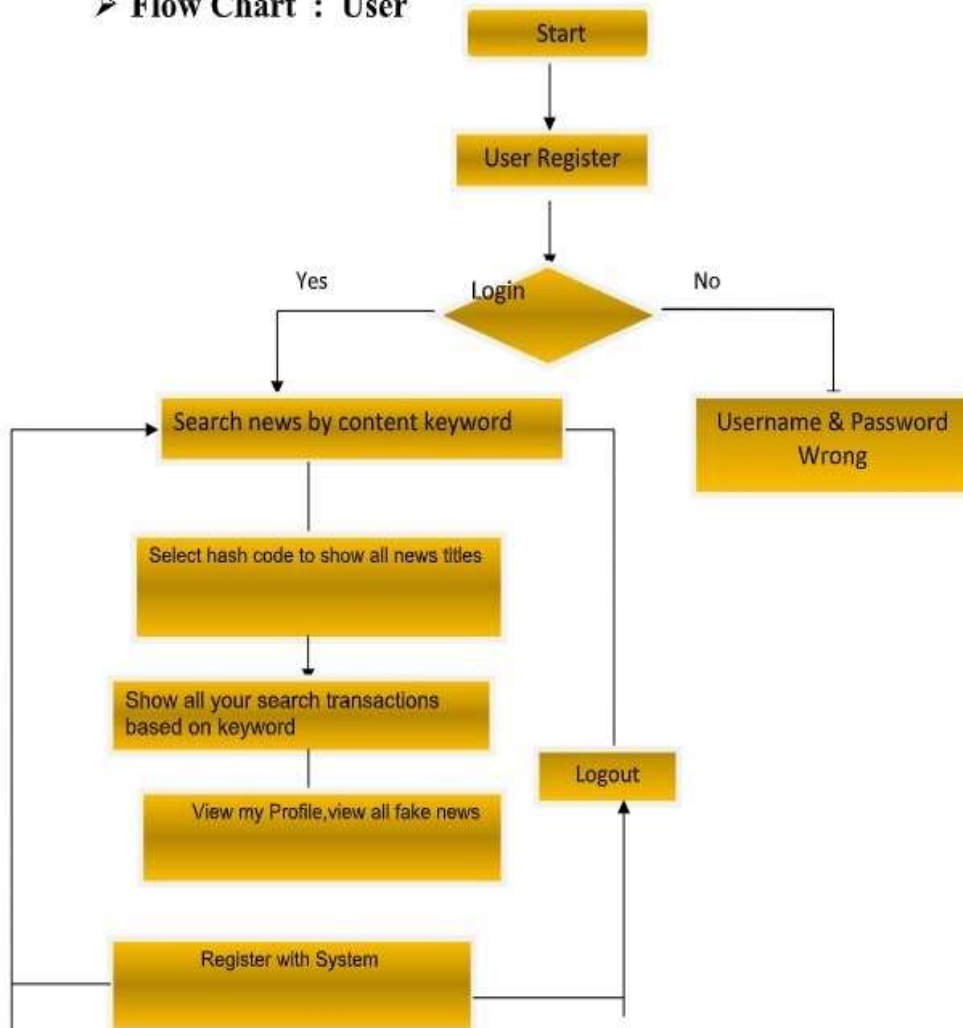 ➢ Flow Chart : User
Start
User Register
Login
Yes
No
Search news by content keyword
Username & Password
Wrong
Select hash code to show all news titles
Show all your search transactions
based on keyword
Logout
View my Profile,view all fake news
Register with System